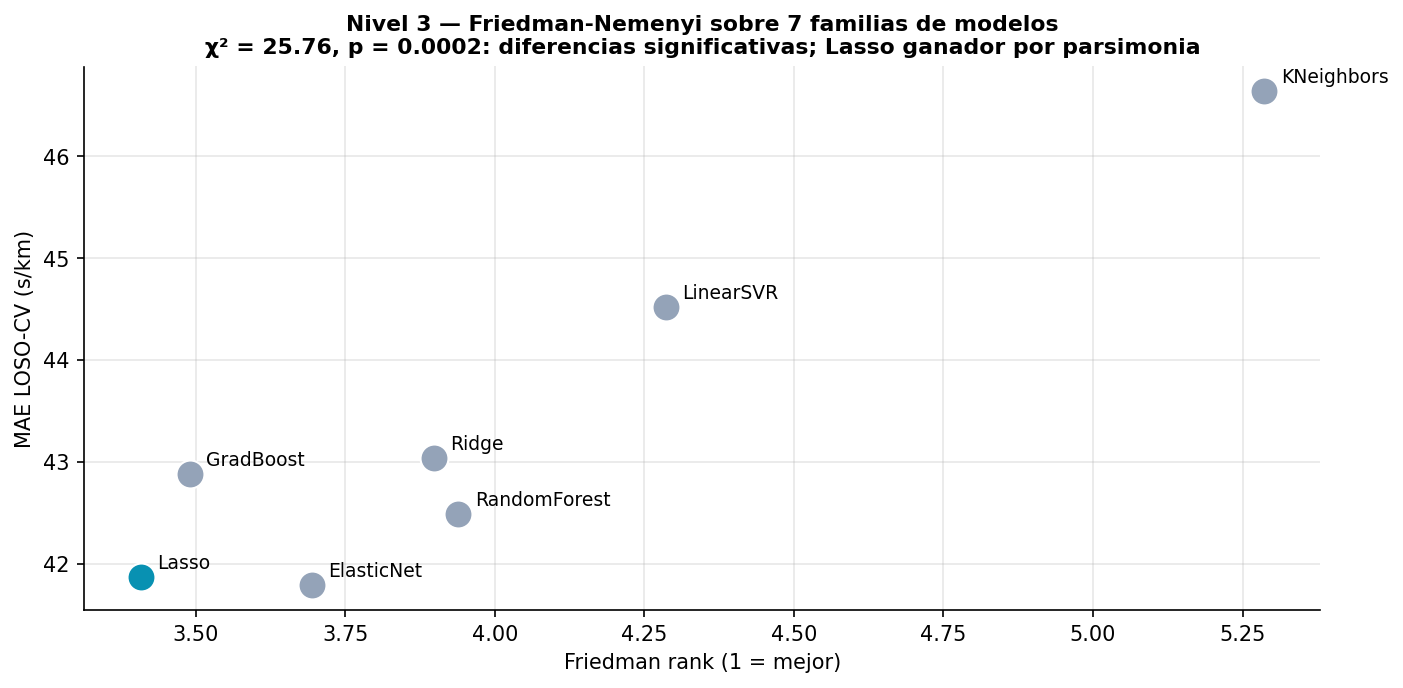 Nivel 3 — Friedman-Nemenyi sobre 7 familias de modelos
χ² = 25.76, p = 0.0002: diferencias significativas; Lasso ganador por parsimonia
KNeighbors
46
45
LinearSVR
44
Ridge
43
GradBoost
RandomForest
42
Lasso
ElasticNet
MAE LOSO-CV (s/km)
3.50
3.75
4.00
4.25
4.50
4.75
5.00
5.25
Friedman rank (1 = mejor)